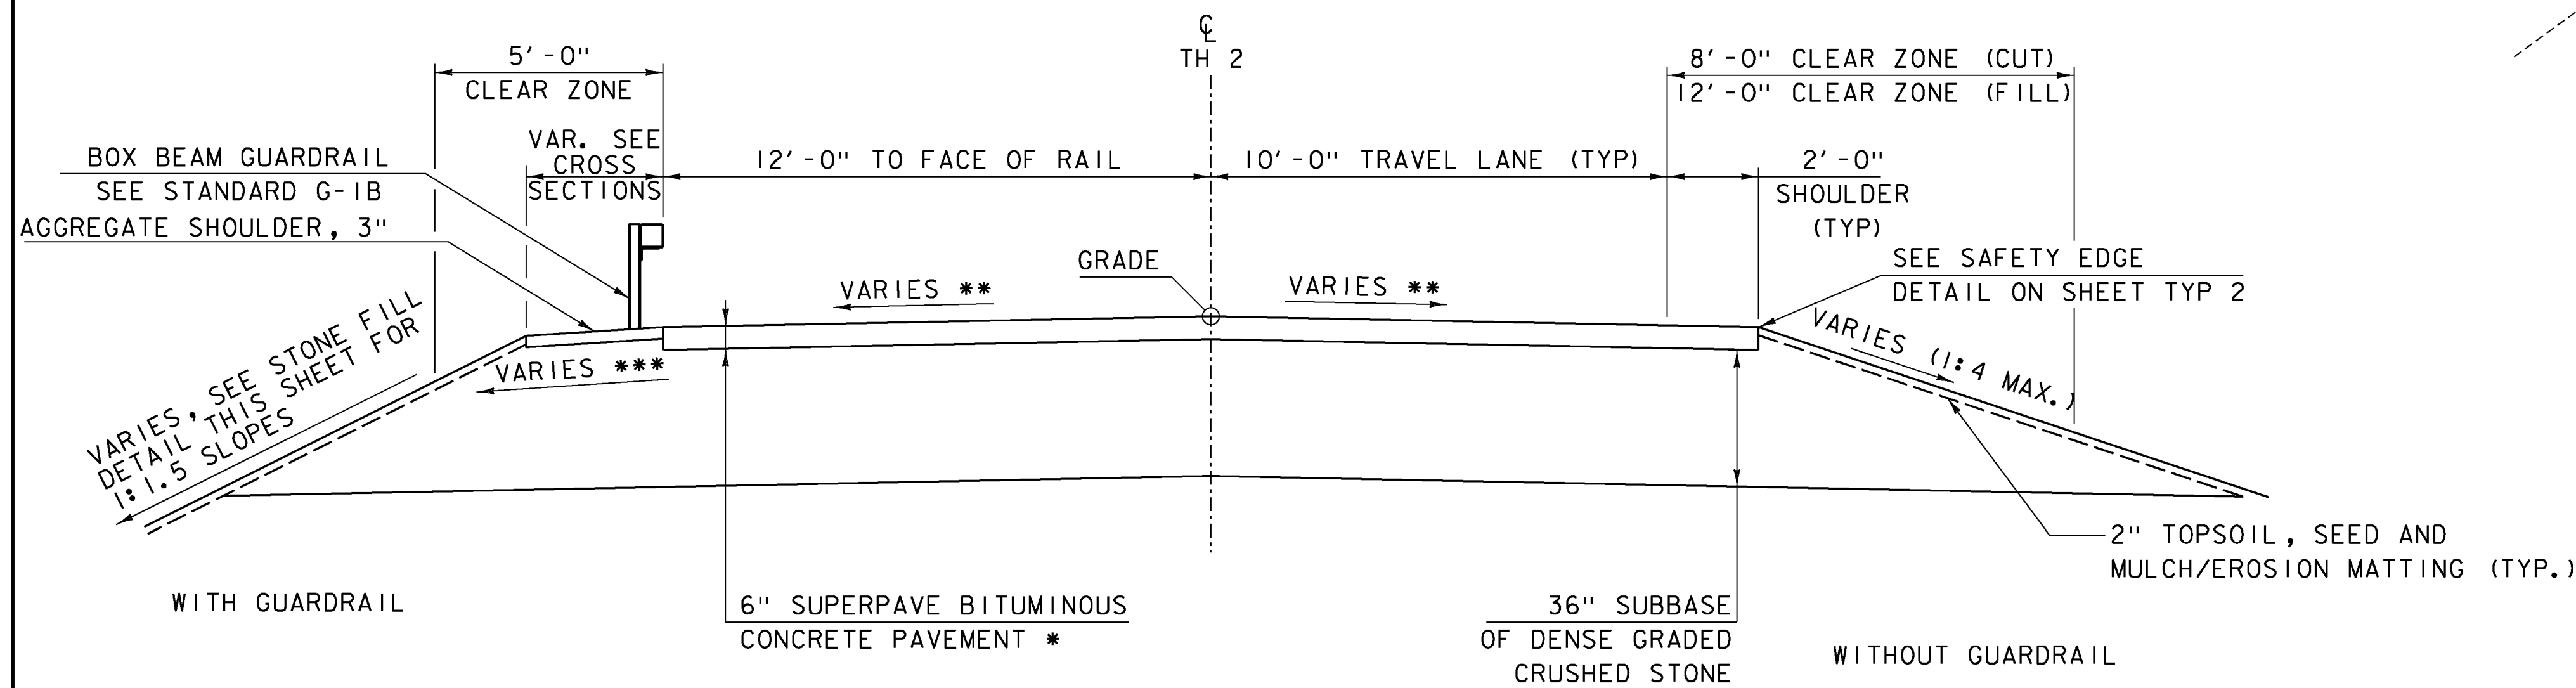 ℄
TH 2
5'-0"
CLEAR ZONE
8'-0" CLEAR ZONE (CUT)
12'-0" CLEAR ZONE (FILL)
VAR. SEE
CROSS
SECTIONS
12'-0" TO FACE OF RAIL
10'-0" TRAVEL LANE (TYP)
2'-0"
SHOULDER
(TYP)
BOX BEAM GUARDRAIL
SEE STANDARD G-1B
AGGREGATE SHOULDER, 3"
GRADE
VARIES **
VARIES **
SEE SAFETY EDGE
DETAIL ON SHEET TYP 2
VARIES (1:4 MAX.)
VARIES ***
VARIES, SEE STONE FILL
DETAIL THIS SHEET FOR
1:1.5 SLOPES
2" TOPSOIL, SEED AND
MULCH/EROSION MATTING (TYP.)
WITH GUARDRAIL
6" SUPERPAVE BITUMINOUS
CONCRETE PAVEMENT *
36" SUBBASE
OF DENSE GRADED
CRUSHED STONE
WITHOUT GUARDRAIL